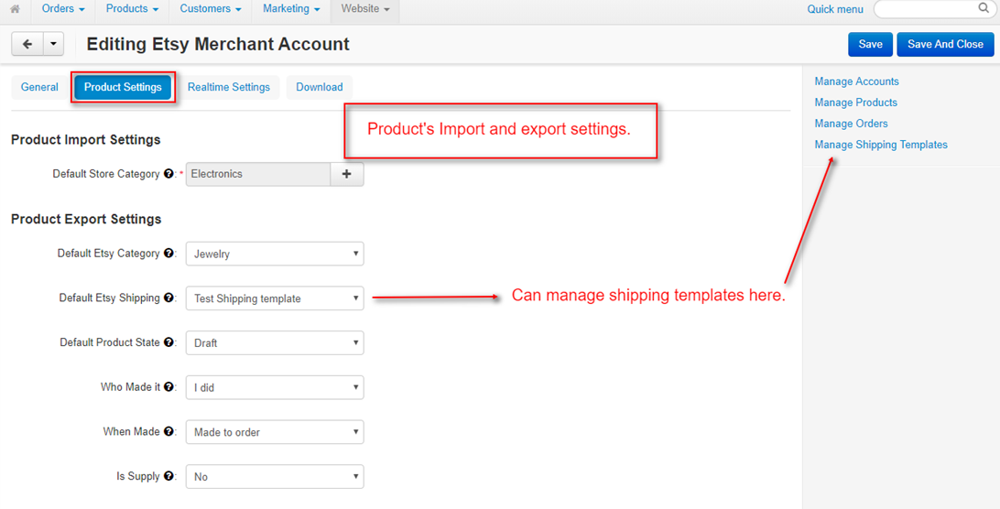 Orders Products Customers Marketing Website Quick menu
Editing Etsy Merchant Account Save Save And Close
General Product Settings Realtime Settings Download
Manage Accounts
Manage Products
Manage Orders
Manage Shipping Templates
Product's Import and export settings.
Product Import Settings
Default Store Category ?: * Electronics +
Product Export Settings
Default Etsy Category ?: Jewelry
Default Etsy Shipping ?: Test Shipping template
Can manage shipping templates here.
Default Product State ?: Draft
Who Made it ?: I did
When Made ?: Made to order
Is Supply ?: No